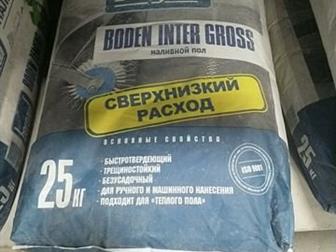 BODEN INTER GROSS
НАЛИВНОЙ ПОЛ
СВЕРХНИЗКИЙ
РАСХОД
ОСНОВНЫЕ СВОЙСТВО
25 КГ
- БЫСТРОТВЕРДЕЮЩИЙ
- ТРЕЩИНОСТОЙКИЙ
- БЕЗУСАДОЧНЫЙ
- ДЛЯ РУЧНОГО И МАШИННОГО НАНЕСЕНИЯ
- ПОДХОДИТ ДЛЯ «ТЕПЛОГО ПОЛА»
ISO 9001